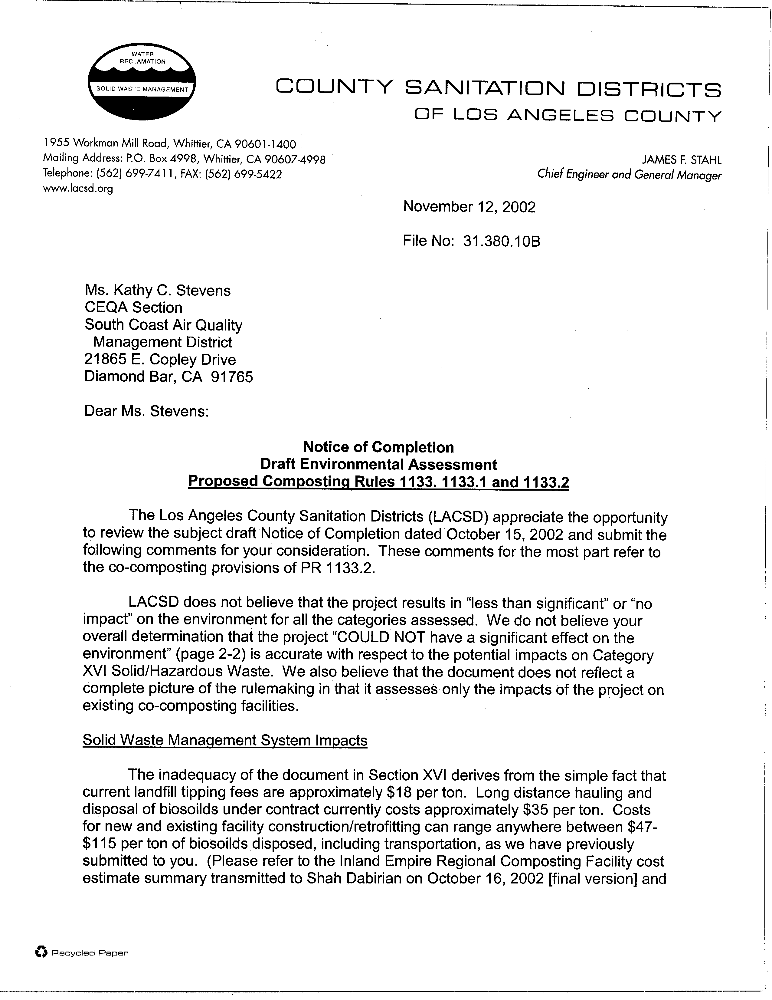 WATER
RECLAMATION
SOLID WASTE MANAGEMENT
COUNTY SANITATION DISTRICTS
OF LOS ANGELES COUNTY
1955 Workman Mill Road, Whittier, CA 90601-1400
Mailing Address: P.O. Box 4998, Whittier, CA 90607-4998
Telephone: (562) 699-7411, FAX: (562) 699-5422
www.lacsd.org
JAMES F. STAHL
Chief Engineer and General Manager
November 12, 2002
File No: 31.380.10B
Ms. Kathy C. Stevens
CEQA Section
South Coast Air Quality
Management District
21865 E. Copley Drive
Diamond Bar, CA 91765
Dear Ms. Stevens:
Notice of Completion
Draft Environmental Assessment
Proposed Composting Rules 1133. 1133.1 and 1133.2
The Los Angeles County Sanitation Districts (LACSD) appreciate the opportunity
to review the subject draft Notice of Completion dated October 15, 2002 and submit the
following comments for your consideration. These comments for the most part refer to
the co-composting provisions of PR 1133.2.
LACSD does not believe that the project results in “less than significant” or “no
impact” on the environment for all the categories assessed. We do not believe your
overall determination that the project “COULD NOT have a significant effect on the
environment” (page 2-2) is accurate with respect to the potential impacts on Category
XVI Solid/Hazardous Waste. We also believe that the document does not reflect a
complete picture of the rulemaking in that it assesses only the impacts of the project on
existing co-composting facilities.
Solid Waste Management System Impacts
The inadequacy of the document in Section XVI derives from the simple fact that
current landfill tipping fees are approximately $18 per ton. Long distance hauling and
disposal of biosoilds under contract currently costs approximately $35 per ton. Costs
for new and existing facility construction/retrofitting can range anywhere between $47-
$115 per ton of biosoilds disposed, including transportation, as we have previously
submitted to you. (Please refer to the Inland Empire Regional Composting Facility cost
estimate summary transmitted to Shah Dabirian on October 16, 2002 [final version] and
Recycled Paper